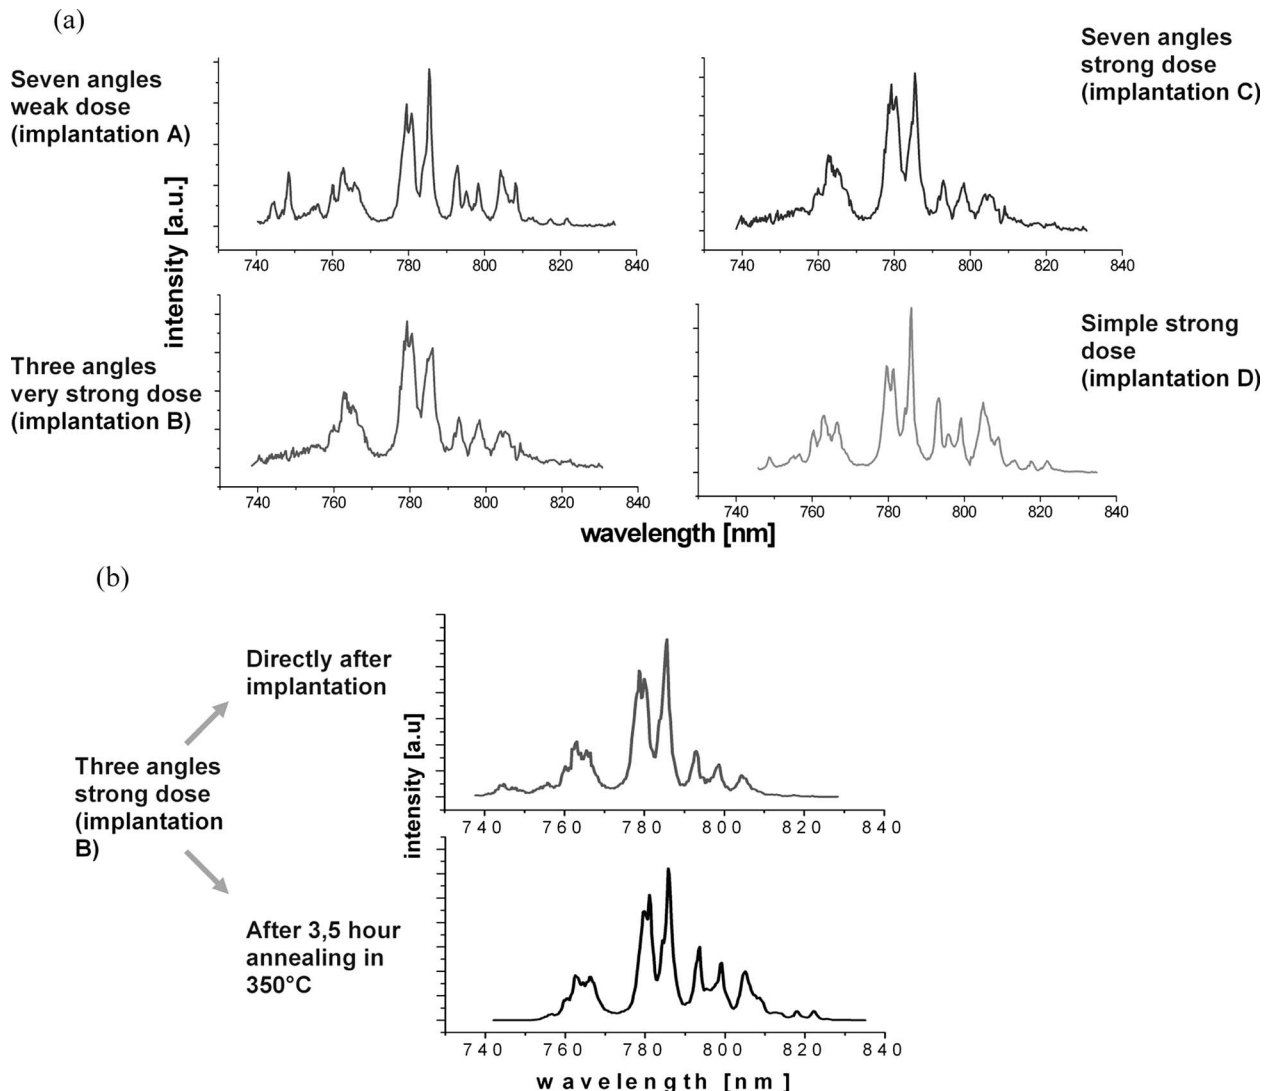 (a)
Seven angles
weak dose
(implantation A)
740 760 780 800 820 840
Seven angles
strong dose
(implantation C)
740 760 780 800 820 840
intensity [a.u.]
Three angles
very strong dose
(implantation B)
740 760 780 800 820 840
Simple strong
dose
(implantation D)
740 760 780 800 820 840
wavelength [nm]
(b)
Directly after
implantation
740 760 780 800 820 840
Three angles
strong dose
(implantation
B)
intensity [a.u]
After 3,5 hour
annealing in
350°C
740 760 780 800 820 840
wavelength [nm]